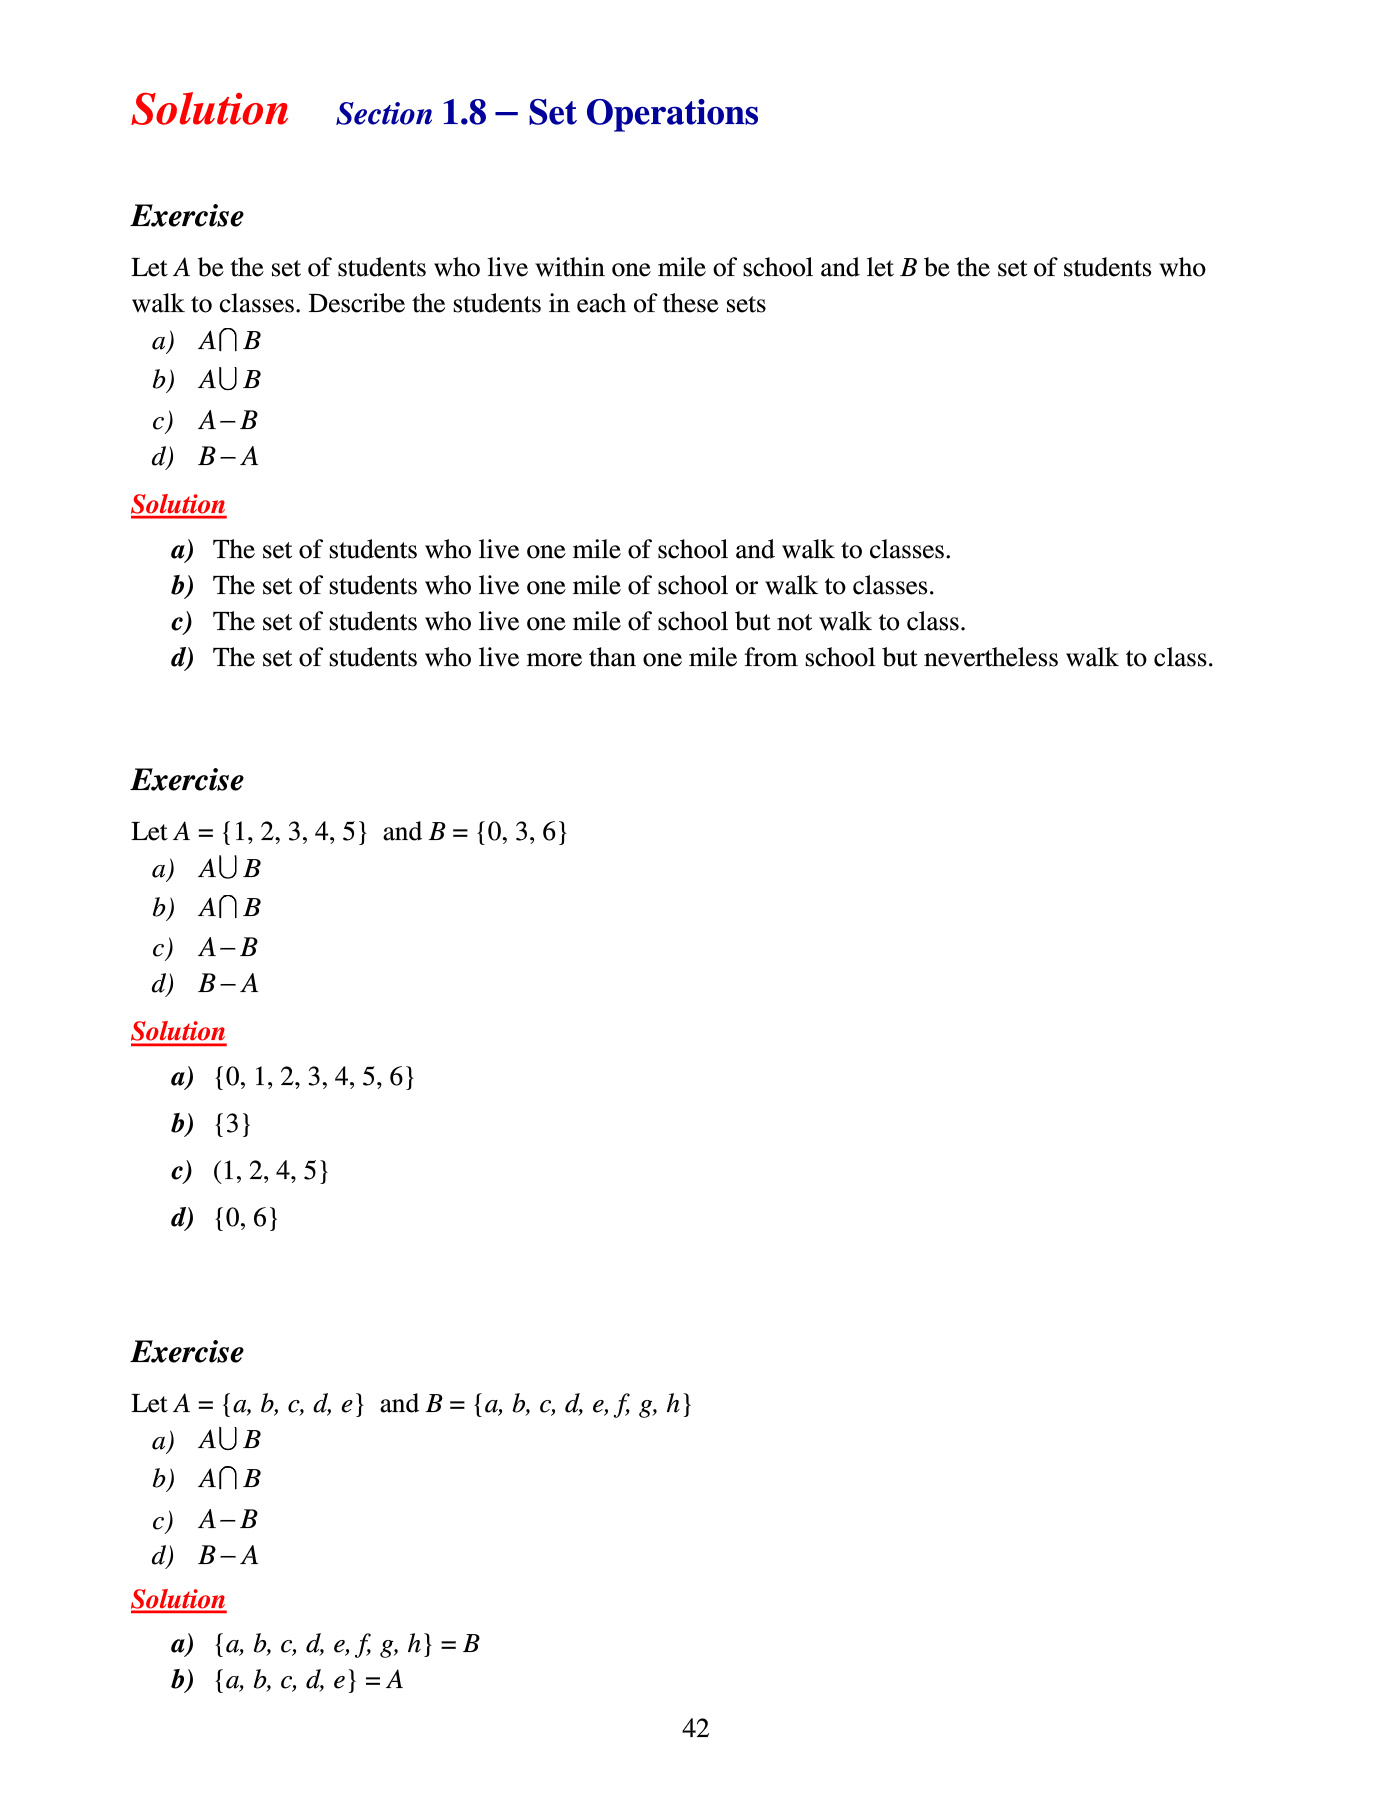 Solution Section 1.8 – Set Operations
Exercise
Let A be the set of students who live within one mile of school and let B be the set of students who
walk to classes. Describe the students in each of these sets
a) A⋂B
b) A⋃B
c) A – B
d) B – A
Solution
a) The set of students who live one mile of school and walk to classes.
b) The set of students who live one mile of school or walk to classes.
c) The set of students who live one mile of school but not walk to class.
d) The set of students who live more than one mile from school but nevertheless walk to class.
Exercise
Let A = {1, 2, 3, 4, 5} and B = {0, 3, 6}
a) A⋃B
b) A⋂B
c) A – B
d) B – A
Solution
a) {0, 1, 2, 3, 4, 5, 6}
b) {3}
c) (1, 2, 4, 5}
d) {0, 6}
Exercise
Let A = {a, b, c, d, e} and B = {a, b, c, d, e, f, g, h}
a) A⋃B
b) A⋂B
c) A – B
d) B – A
Solution
a) {a, b, c, d, e, f, g, h} = B
b) {a, b, c, d, e} = A
42